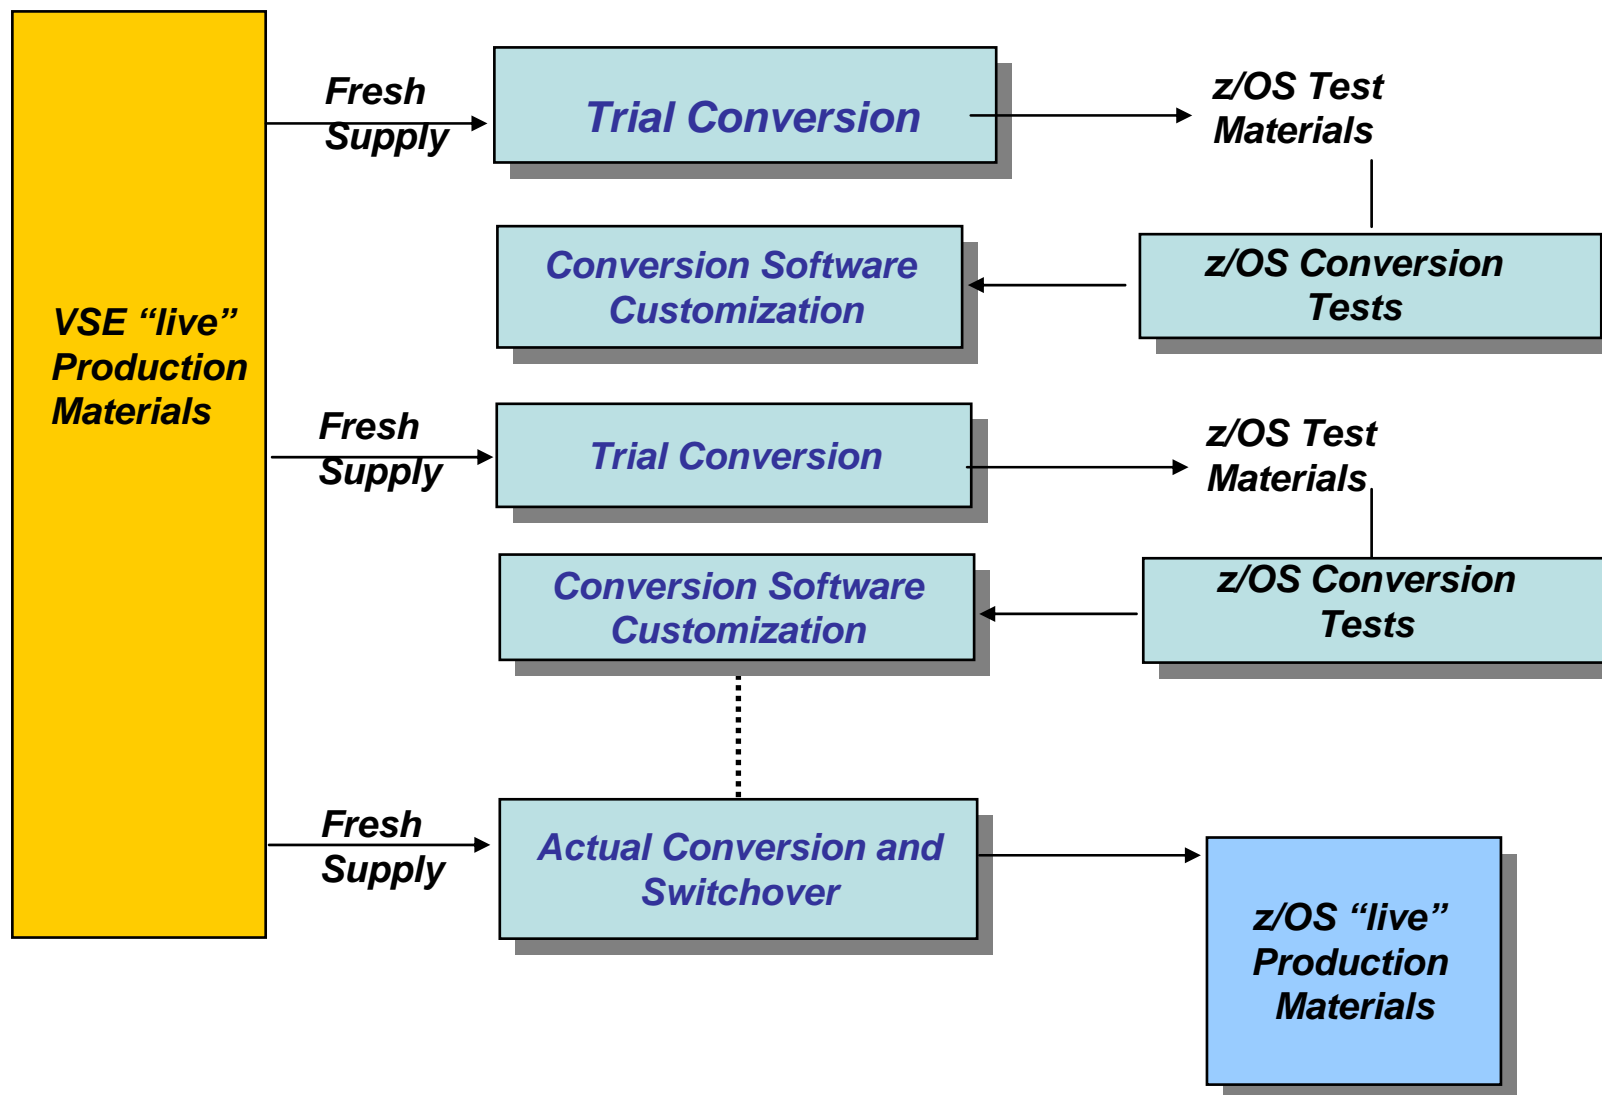 VSE “live”
Production
Materials
Fresh
Supply
Trial Conversion
z/OS Test
Materials
Conversion Software
Customization
z/OS Conversion
Tests
Fresh
Supply
Trial Conversion
z/OS Test
Materials
Conversion Software
Customization
z/OS Conversion
Tests
Fresh
Supply
Actual Conversion and
Switchover
z/OS “live”
Production
Materials